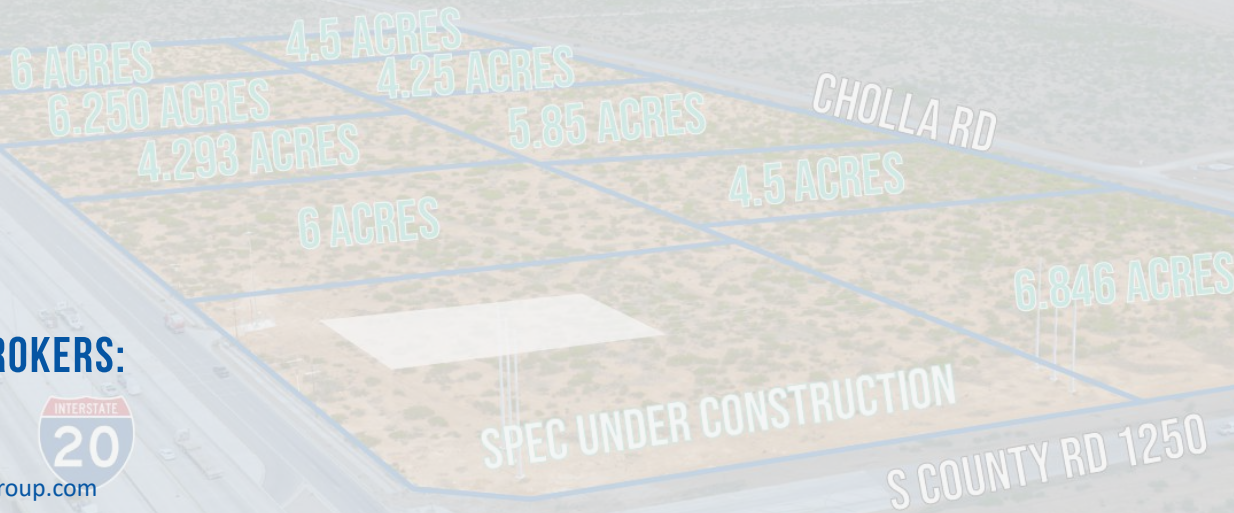 4.5 ACRES
6 ACRES
4.25 ACRES
6.250 ACRES
5.85 ACRES
CHOLLA RD
4.293 ACRES
4.5 ACRES
6 ACRES
6.846 ACRES
ROKERS:
INTERSTATE
20
SPEC UNDER CONSTRUCTION
S COUNTY RD 1250
roup.com